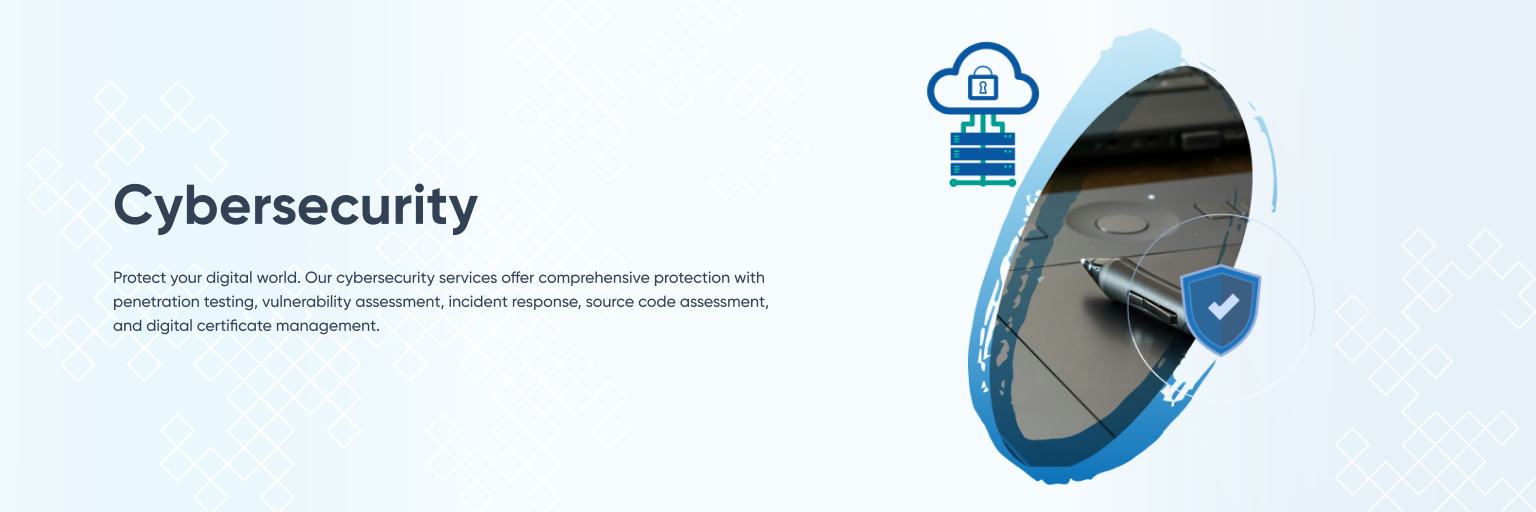 Cybersecurity
Protect your digital world. Our cybersecurity services offer comprehensive protection with
penetration testing, vulnerability assessment, incident response, source code assessment,
and digital certificate management.